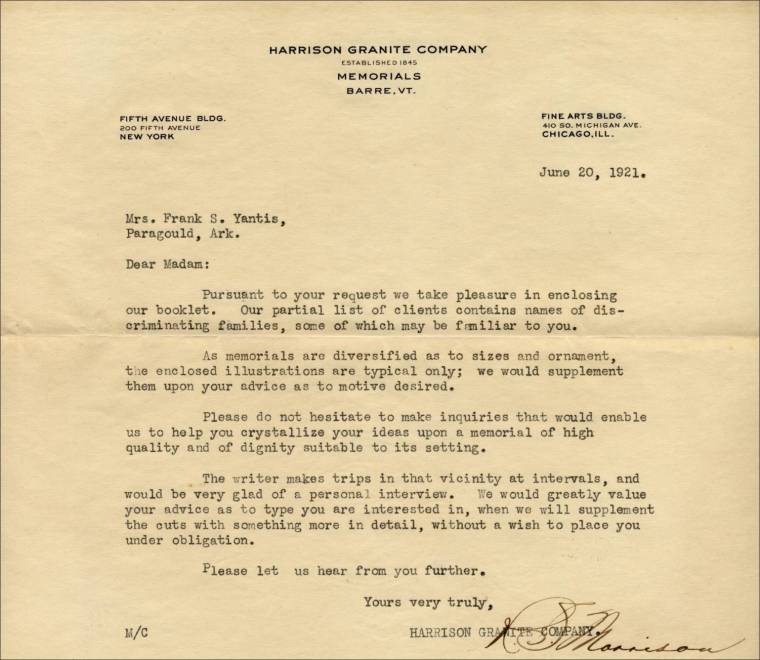 HARRISON GRANITE COMPANY
ESTABLISHED 1845
MEMORIALS
BARRE, VT.
FIFTH AVENUE BLDG.
200 FIFTH AVENUE
NEW YORK
FINE ARTS BLDG.
410 SO. MICHIGAN AVE.
CHICAGO, ILL.
June 20, 1921.
Mrs. Frank S. Yantis,
Paragould, Ark.
Dear Madam:
Pursuant to your request we take pleasure in enclosing
our booklet. Our partial list of clients contains names of dis-
criminating families, some of which may be familiar to you.
As memorials are diversified as to sizes and ornament,
the enclosed illustrations are typical only; we would supplement
them upon your advice as to motive desired.
Please do not hesitate to make inquiries that would enable
us to help you crystallize your ideas upon a memorial of high
quality and of dignity suitable to its setting.
The writer makes trips in that vicinity at intervals, and
would be very glad of a personal interview. We would greatly value
your advice as to type you are interested in, when we will supplement
the cuts with something more in detail, without a wish to place you
under obligation.
Please let us hear from you further.
Yours very truly,
M/C
HARRISON GRANITE COMPANY.
Morrison